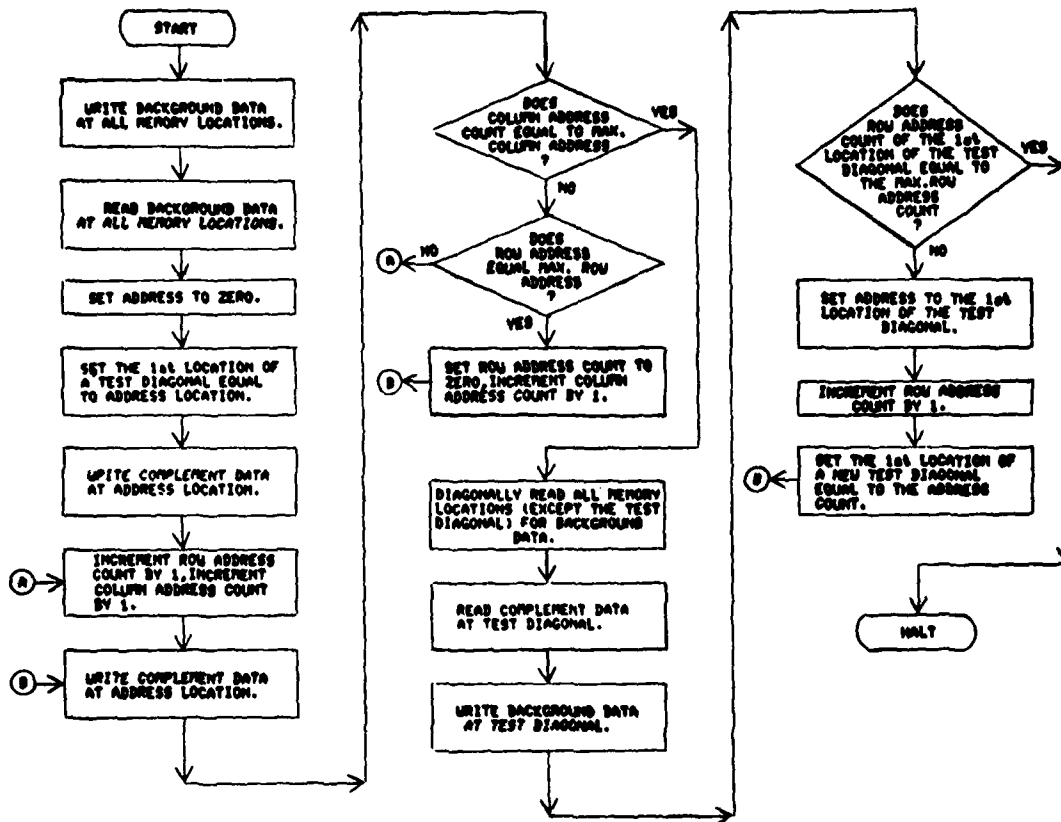 START
WRITE BACKGROUND DATA
AT ALL MEMORY LOCATIONS.
READ BACKGROUND DATA
AT ALL MEMORY LOCATIONS.
SET ADDRESS TO ZERO.
SET THE 1st LOCATION OF
A TEST DIAGONAL EQUAL
TO ADDRESS LOCATION.
WRITE COMPLEMENT DATA
AT ADDRESS LOCATION.
A
INCREMENT ROW ADDRESS
COUNT BY 1, INCREMENT
COLUMN ADDRESS COUNT
BY 1.
B
WRITE COMPLEMENT DATA
AT ADDRESS LOCATION.
DOES
COLUMN ADDRESS
COUNT EQUAL TO MAX.
COLUMN ADDRESS
?
YES
NO
DOES
ROW ADDRESS
EQUAL MAX. ROW
ADDRESS
?
NO
A
YES
SET ROW ADDRESS COUNT TO
ZERO, INCREMENT COLUMN
ADDRESS COUNT BY 1.
B
DIAGONALLY READ ALL MEMORY
LOCATIONS (EXCEPT THE TEST
DIAGONAL) FOR BACKGROUND
DATA.
READ COMPLEMENT DATA
AT TEST DIAGONAL.
WRITE BACKGROUND DATA
AT TEST DIAGONAL.
DOES
ROW ADDRESS
COUNT OF THE 1st
LOCATION OF THE TEST
DIAGONAL EQUAL TO
THE MAX. ROW
ADDRESS
COUNT
?
YES
NO
SET ADDRESS TO THE 1st
LOCATION OF THE TEST
DIAGONAL.
INCREMENT ROW ADDRESS
COUNT BY 1.
SET THE 1st LOCATION OF
A NEW TEST DIAGONAL
EQUAL TO THE ADDRESS
COUNT.
B
HALT